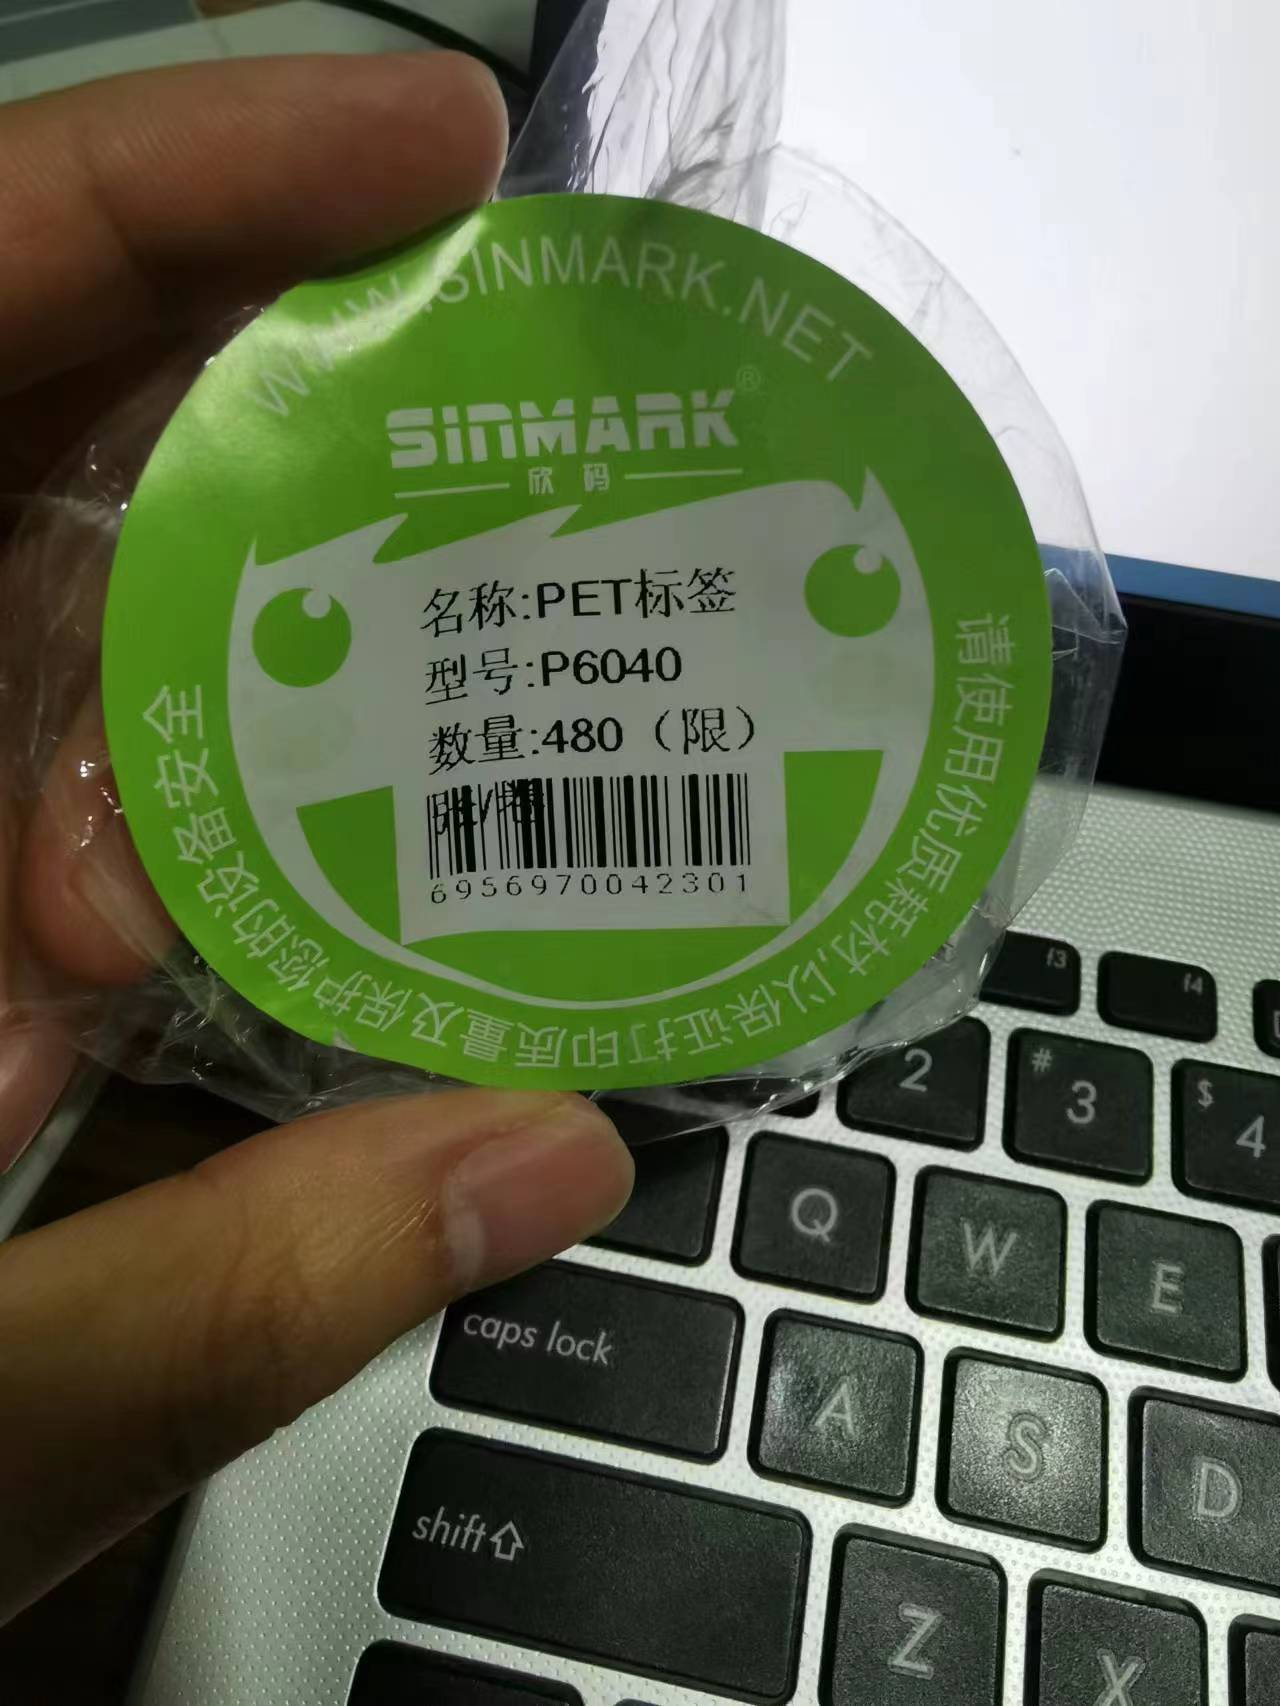 WWW.SINMARK.NET
SINMARK®
欣码
名称:PET标签
型号:P6040
数量:480（限）
6956970042301
请使用优质耗材,以保证打印质量及保护您的设备安全
f3
f4
2
# 3
$ 4
Q
W
E
caps lock
A
S
D
shift
Z
X